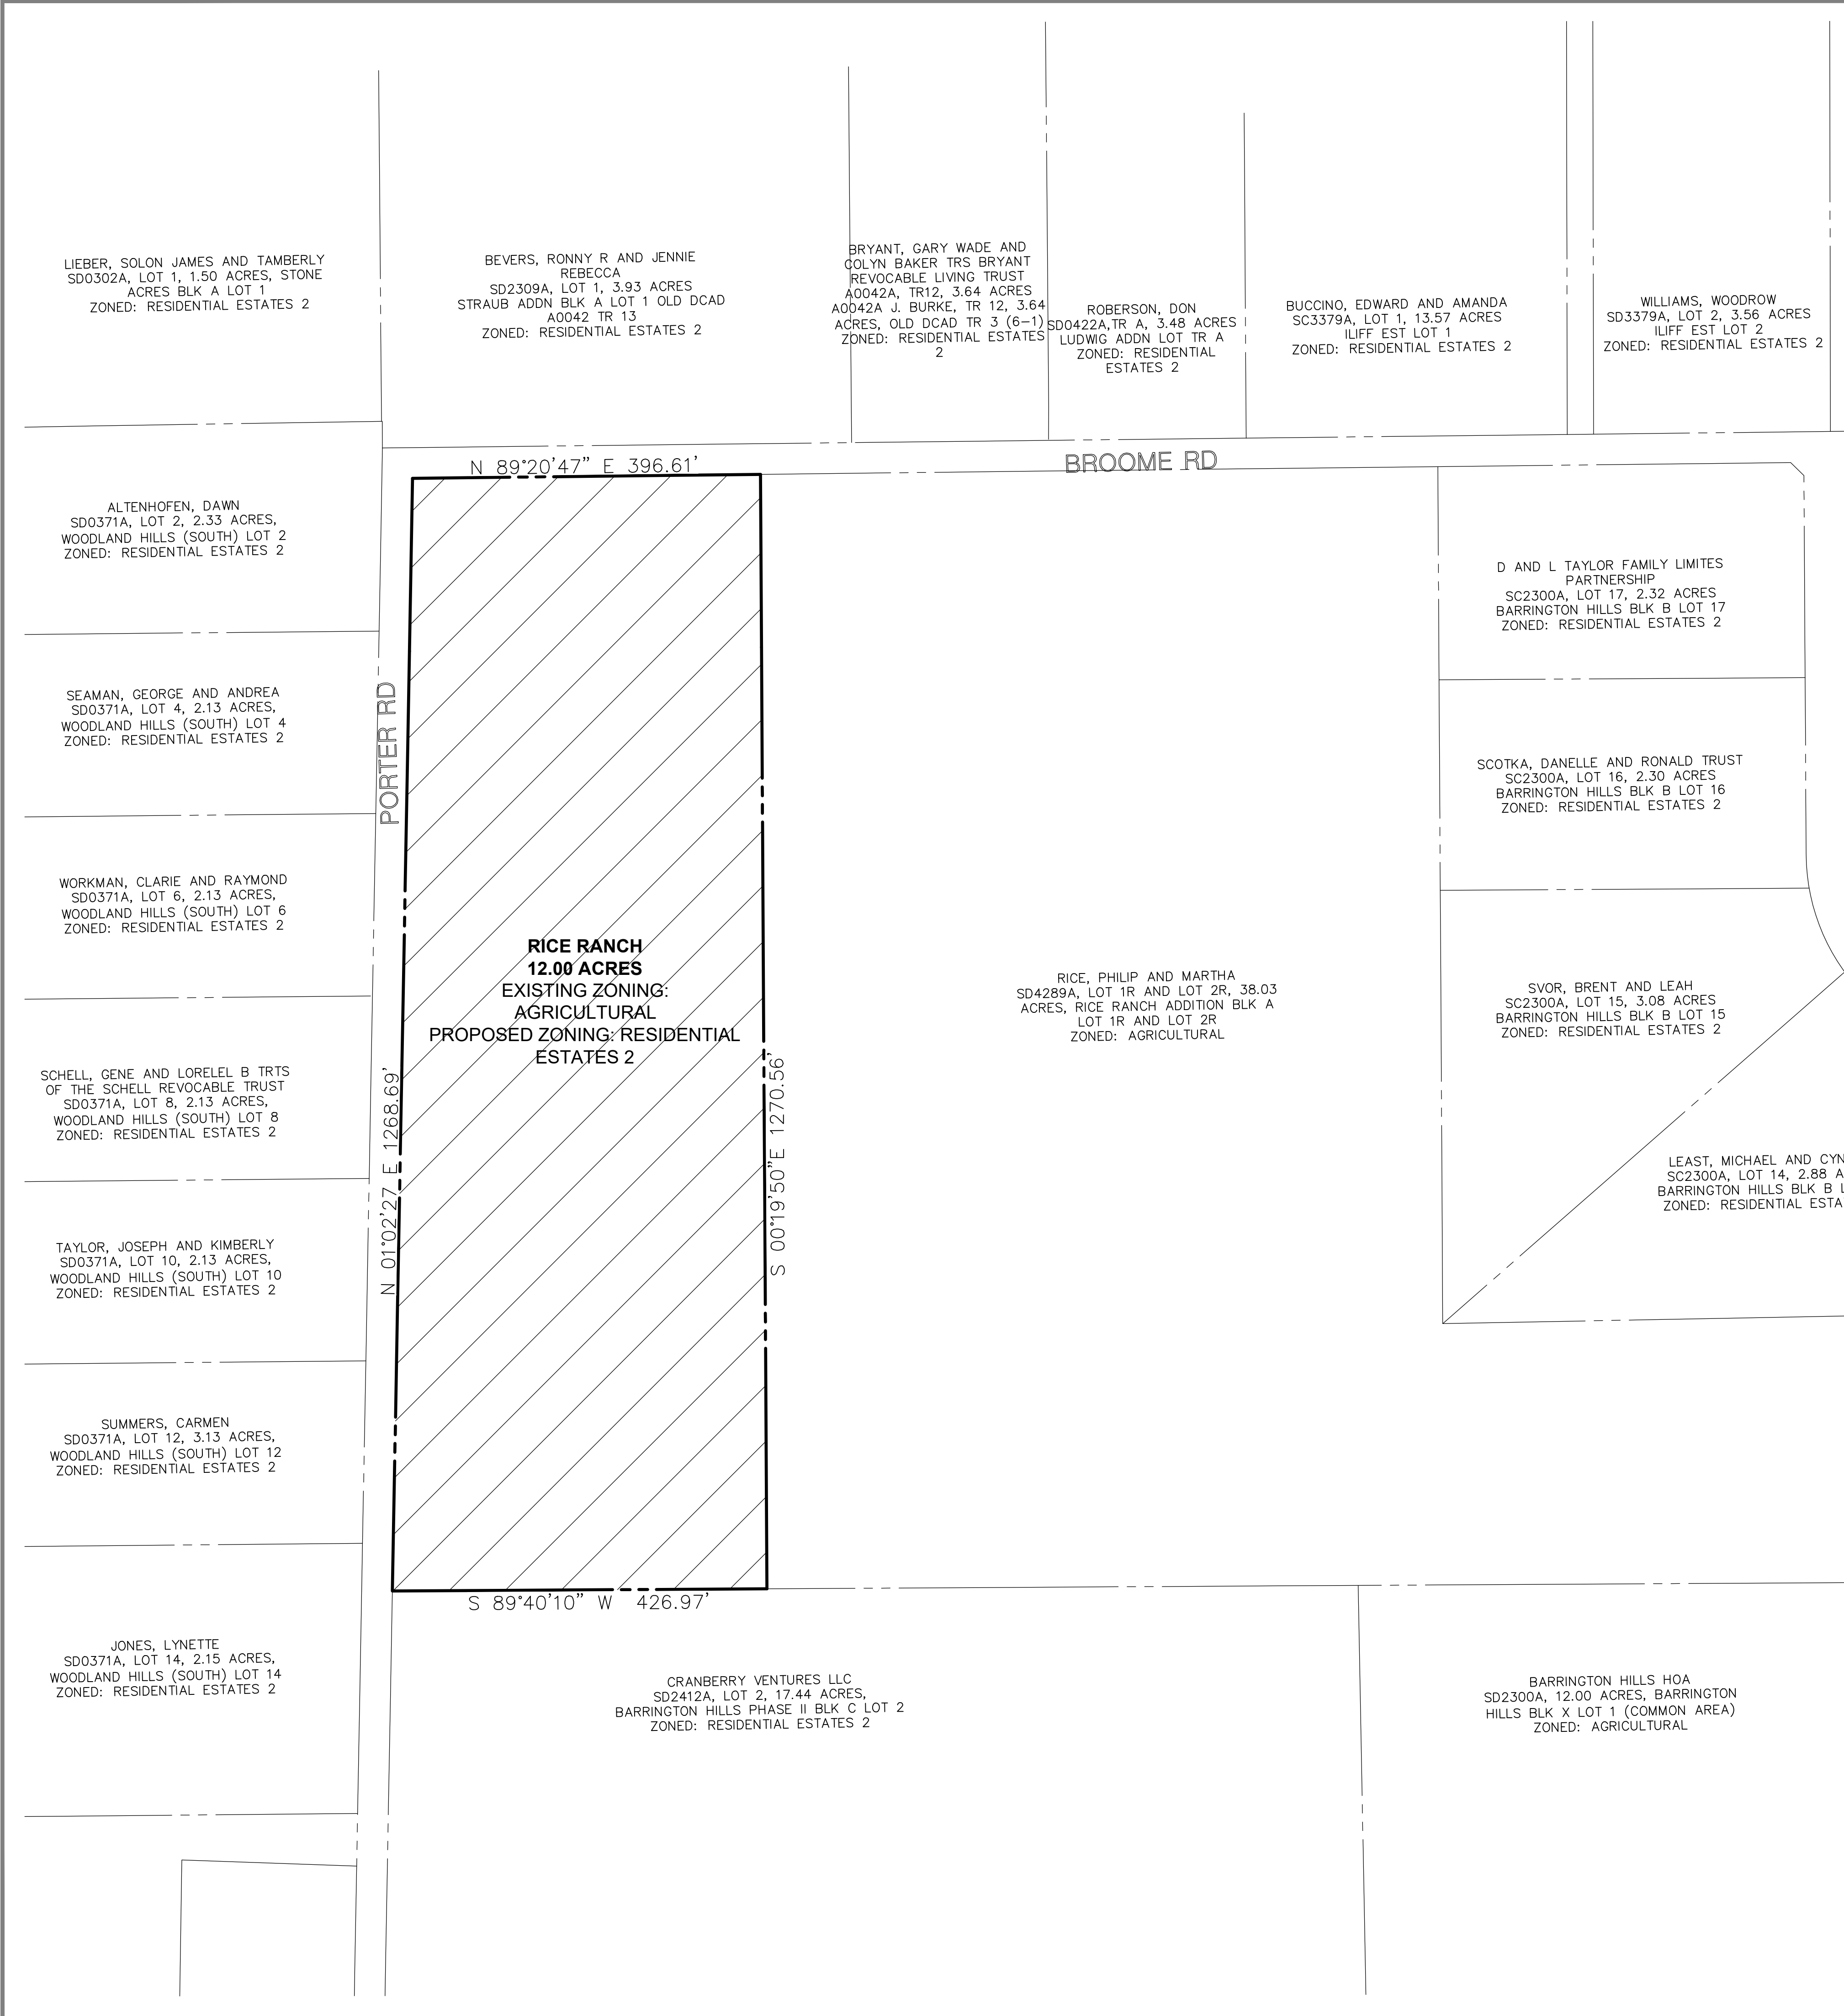 LIEBER, SOLON JAMES AND TAMBERLY
SD0302A, LOT 1, 1.50 ACRES, STONE
ACRES BLK A LOT 1
ZONED: RESIDENTIAL ESTATES 2
BEVERS, RONNY R AND JENNIE
REBECCA
SD2309A, LOT 1, 3.93 ACRES
STRAUB ADDN BLK A LOT 1 OLD DCAD
A0042 TR 13
ZONED: RESIDENTIAL ESTATES 2
BRYANT, GARY WADE AND
COLYN BAKER TRS BRYANT
REVOCABLE LIVING TRUST
A0042A, TR12, 3.64 ACRES
A0042A J. BURKE, TR 12, 3.64
ACRES, OLD DCAD TR 3 (6-1)
ZONED: RESIDENTIAL ESTATES
2
ROBERSON, DON
SD0422A,TR A, 3.48 ACRES
LUDWIG ADDN LOT TR A
ZONED: RESIDENTIAL
ESTATES 2
BUCCINO, EDWARD AND AMANDA
SC3379A, LOT 1, 13.57 ACRES
ILIFF EST LOT 1
ZONED: RESIDENTIAL ESTATES 2
WILLIAMS, WOODROW
SD3379A, LOT 2, 3.56 ACRES
ILIFF EST LOT 2
ZONED: RESIDENTIAL ESTATES 2
N 89°20'47" E 396.61'
BROOME RD
ALTENHOFEN, DAWN
SD0371A, LOT 2, 2.33 ACRES,
WOODLAND HILLS (SOUTH) LOT 2
ZONED: RESIDENTIAL ESTATES 2
D AND L TAYLOR FAMILY LIMITES
PARTNERSHIP
SC2300A, LOT 17, 2.32 ACRES
BARRINGTON HILLS BLK B LOT 17
ZONED: RESIDENTIAL ESTATES 2
SEAMAN, GEORGE AND ANDREA
SD0371A, LOT 4, 2.13 ACRES,
WOODLAND HILLS (SOUTH) LOT 4
ZONED: RESIDENTIAL ESTATES 2
PORTER RD
SCOTKA, DANELLE AND RONALD TRUST
SC2300A, LOT 16, 2.30 ACRES
BARRINGTON HILLS BLK B LOT 16
ZONED: RESIDENTIAL ESTATES 2
WORKMAN, CLARIE AND RAYMOND
SD0371A, LOT 6, 2.13 ACRES,
WOODLAND HILLS (SOUTH) LOT 6
ZONED: RESIDENTIAL ESTATES 2
RICE RANCH
12.00 ACRES
EXISTING ZONING:
AGRICULTURAL
PROPOSED ZONING: RESIDENTIAL
ESTATES 2
RICE, PHILIP AND MARTHA
SD4289A, LOT 1R AND LOT 2R, 38.03
ACRES, RICE RANCH ADDITION BLK A
LOT 1R AND LOT 2R
ZONED: AGRICULTURAL
SVOR, BRENT AND LEAH
SC2300A, LOT 15, 3.08 ACRES
BARRINGTON HILLS BLK B LOT 15
ZONED: RESIDENTIAL ESTATES 2
SCHELL, GENE AND LORELEL B TRTS
OF THE SCHELL REVOCABLE TRUST
SD0371A, LOT 8, 2.13 ACRES,
WOODLAND HILLS (SOUTH) LOT 8
ZONED: RESIDENTIAL ESTATES 2
N 01°02'27 E 1268.69'
S 00°19'50"E 1270.56'
LEAST, MICHAEL AND CYN
SC2300A, LOT 14, 2.88 A
BARRINGTON HILLS BLK B L
ZONED: RESIDENTIAL ESTA
TAYLOR, JOSEPH AND KIMBERLY
SD0371A, LOT 10, 2.13 ACRES,
WOODLAND HILLS (SOUTH) LOT 10
ZONED: RESIDENTIAL ESTATES 2
SUMMERS, CARMEN
SD0371A, LOT 12, 3.13 ACRES,
WOODLAND HILLS (SOUTH) LOT 12
ZONED: RESIDENTIAL ESTATES 2
S 89°40'10" W 426.97'
JONES, LYNETTE
SD0371A, LOT 14, 2.15 ACRES,
WOODLAND HILLS (SOUTH) LOT 14
ZONED: RESIDENTIAL ESTATES 2
CRANBERRY VENTURES LLC
SD2412A, LOT 2, 17.44 ACRES,
BARRINGTON HILLS PHASE II BLK C LOT 2
ZONED: RESIDENTIAL ESTATES 2
BARRINGTON HILLS HOA
SD2300A, 12.00 ACRES, BARRINGTON
HILLS BLK X LOT 1 (COMMON AREA)
ZONED: AGRICULTURAL